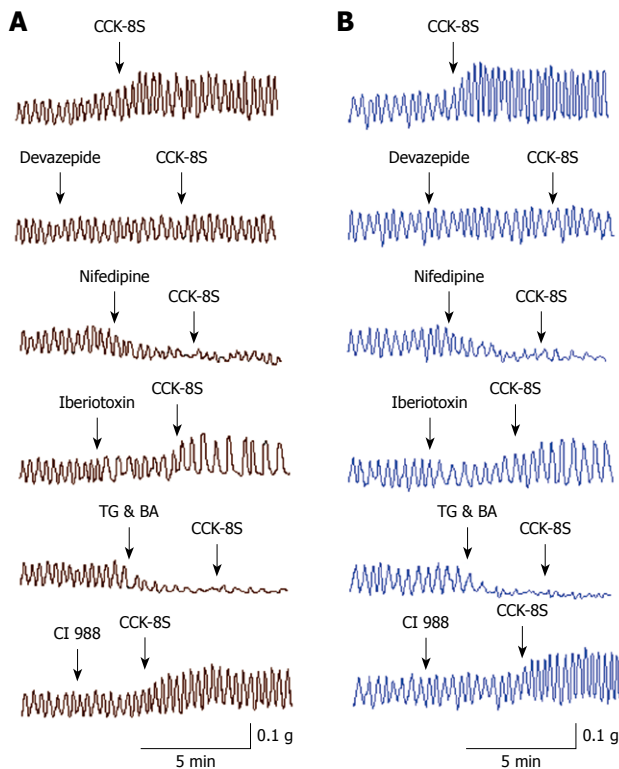 A
B
CCK-8S
CCK-8S
Devazepide CCK-8S
Devazepide CCK-8S
Nifedipine
CCK-8S
Nifedipine
CCK-8S
Iberiotoxin
CCK-8S
Iberiotoxin
CCK-8S
TG & BA
CCK-8S
TG & BA
CCK-8S
CI 988
CCK-8S
CI 988
CCK-8S
0.1 g
5 min
0.1 g
5 min